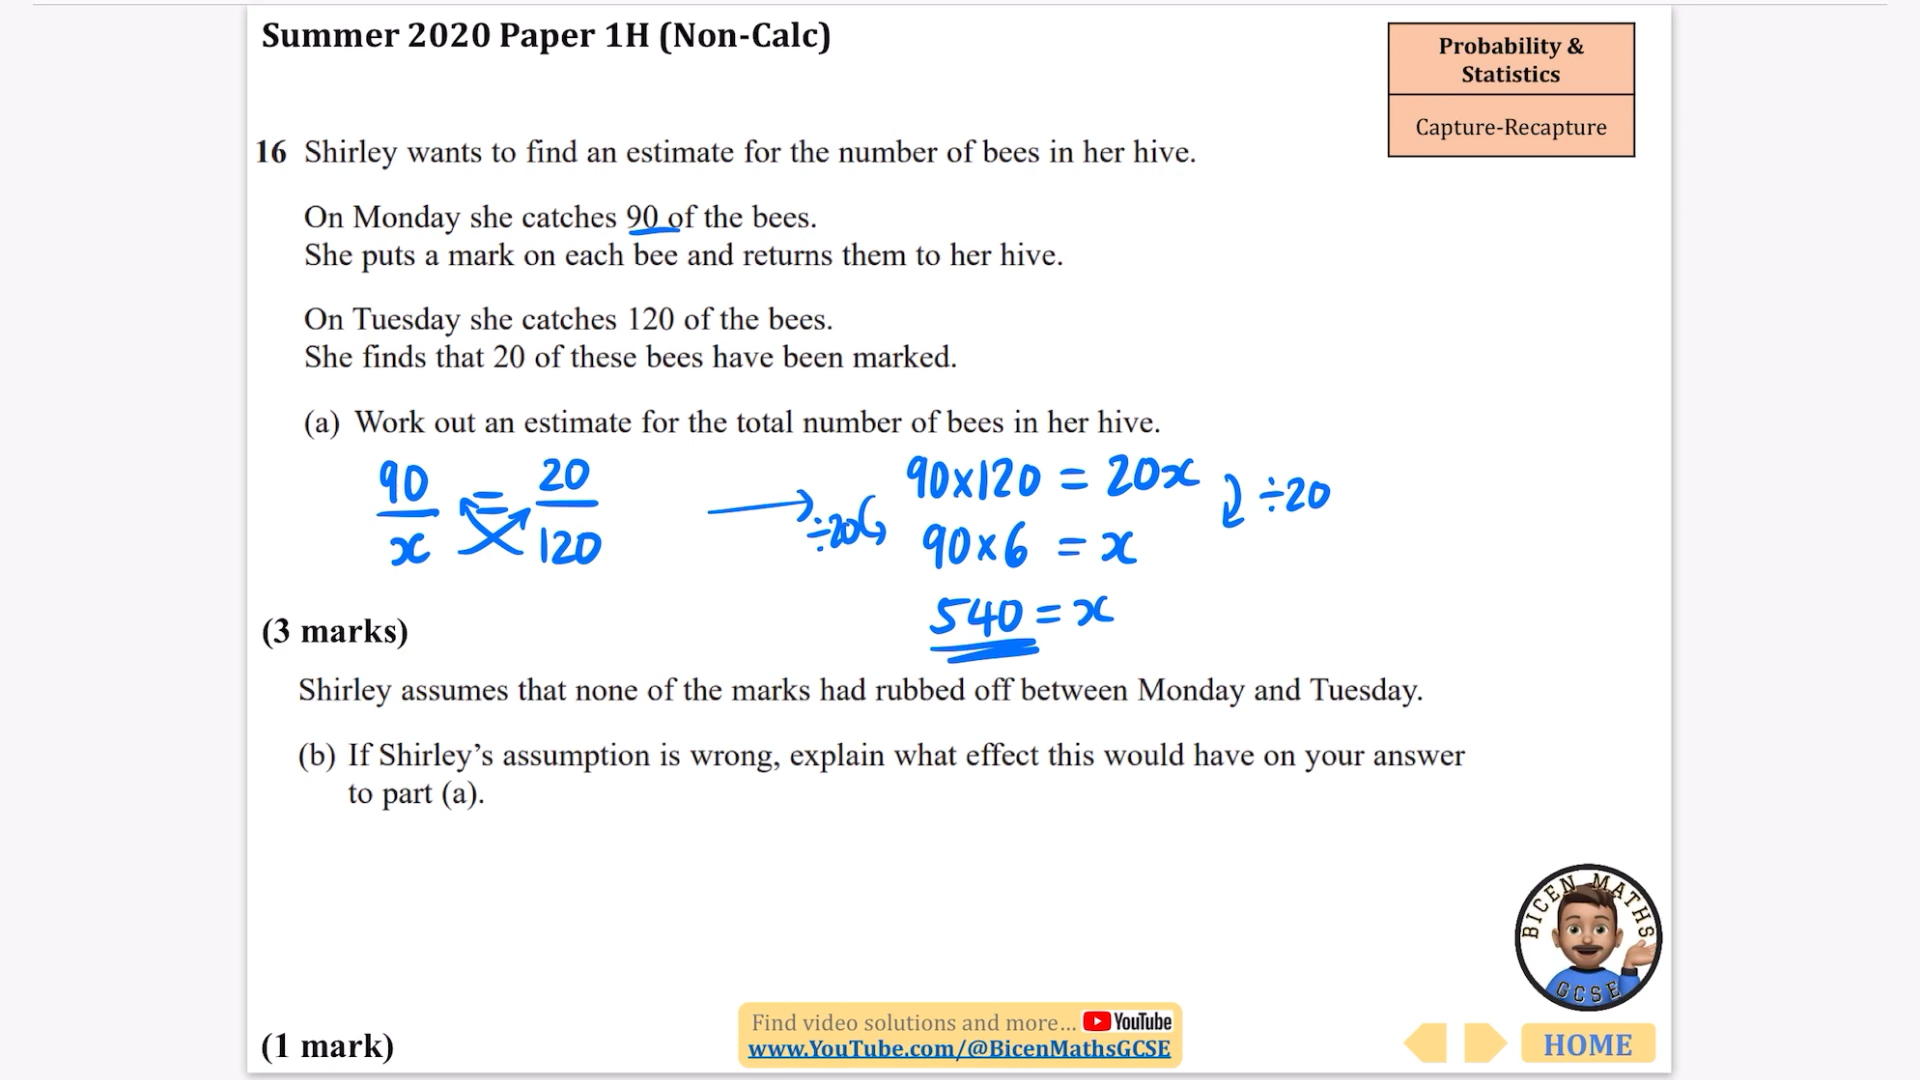 Summer 2020 Paper 1H (Non-Calc)
Probability &
Statistics
Capture-Recapture
16 Shirley wants to find an estimate for the number of bees in her hive.
On Monday she catches 90 of the bees.
She puts a mark on each bee and returns them to her hive.
On Tuesday she catches 120 of the bees.
She finds that 20 of these bees have been marked.
(a) Work out an estimate for the total number of bees in her hive.
90/x = 20/120
90×120 = 20x ÷20
÷20 90×6 = x
540 = x
(3 marks)
Shirley assumes that none of the marks had rubbed off between Monday and Tuesday.
(b) If Shirley’s assumption is wrong, explain what effect this would have on your answer
to part (a).
BICEN MATHS
GCSE
(1 mark)
Find video solutions and more... YouTube
www.YouTube.com/@BicenMathsGCSE
HOME